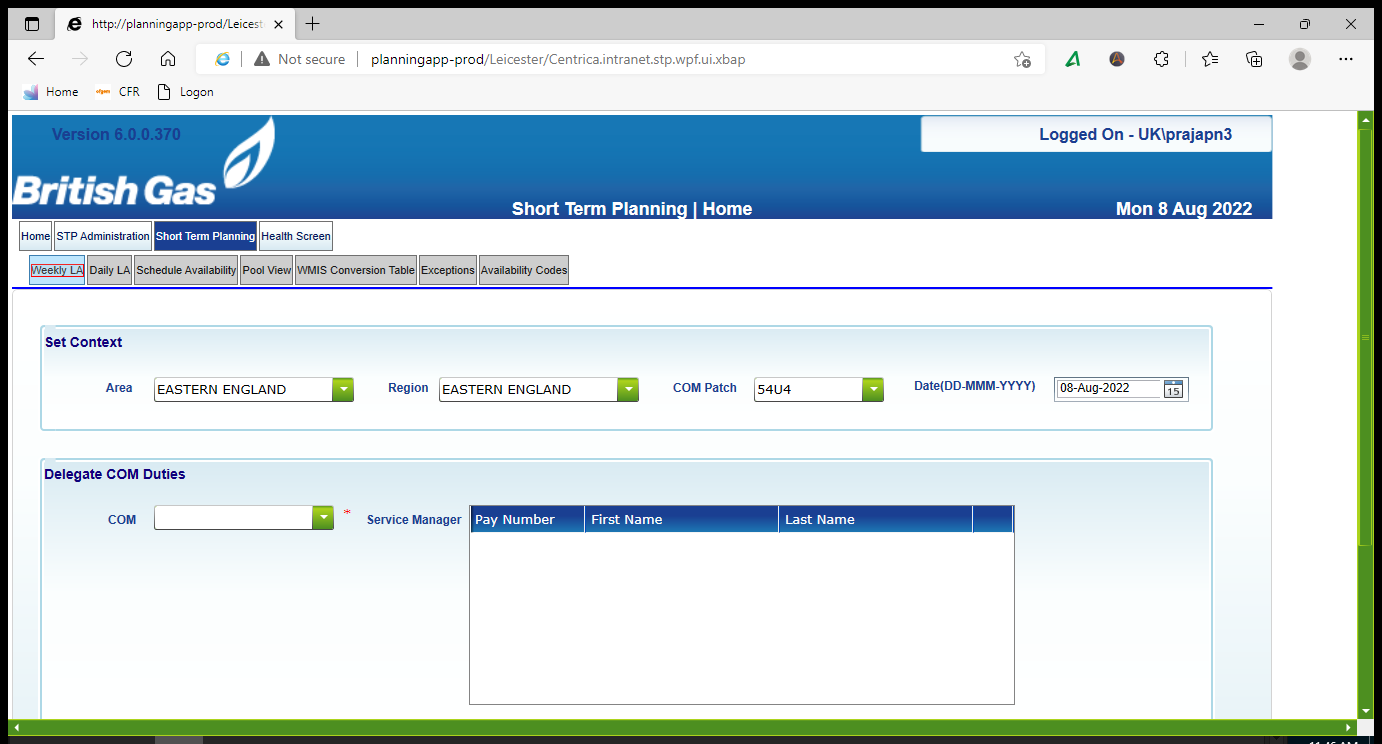 http://planningapp-prod/Leicest
Not secure planningapp-prod/Leicester/Centrica.intranet.stp.wpf.ui.xbap
Home CFR Logon
Version 6.0.0.370 Logged On - UK\prajapn3
British Gas
Short Term Planning | Home Mon 8 Aug 2022
Home STP Administration Short Term Planning Health Screen
Weekly LA Daily LA Schedule Availability Pool View WMIS Conversion Table Exceptions Availability Codes
Set Context
Area EASTERN ENGLAND Region EASTERN ENGLAND COM Patch 54U4 Date(DD-MMM-YYYY) 08-Aug-2022 15
Delegate COM Duties
COM * Service Manager Pay Number First Name Last Name